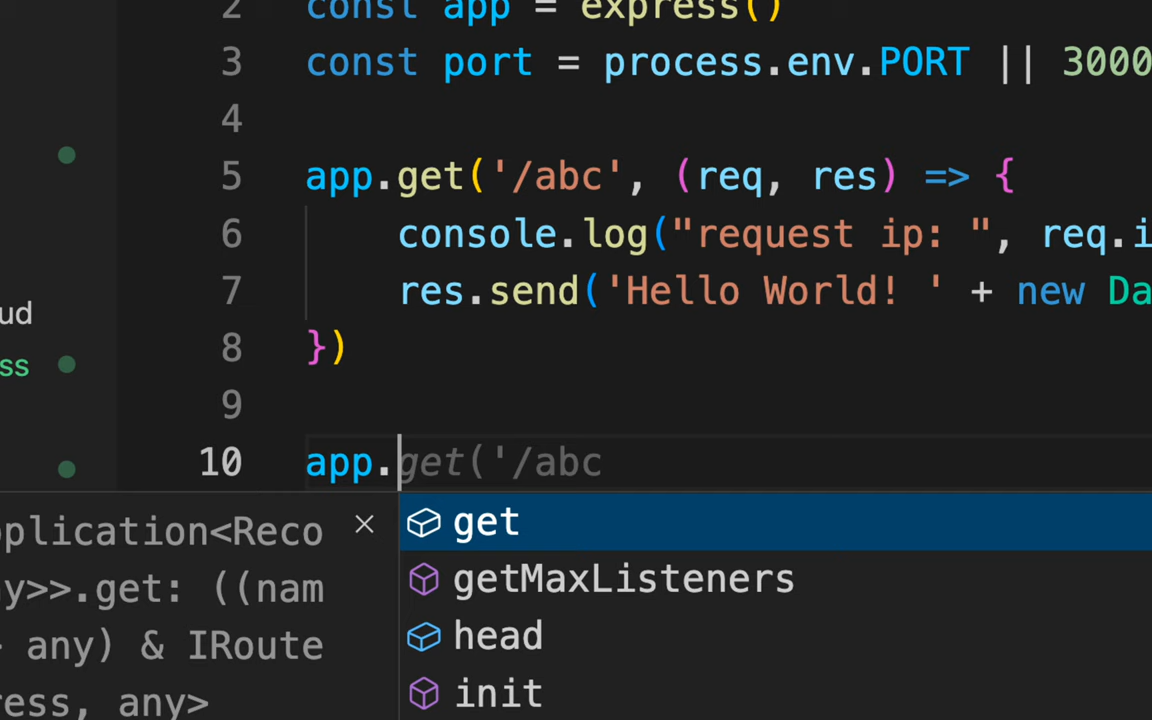 2 const app = express()
3 const port = process.env.PORT || 3000
4
5 app.get('/abc', (req, res) => {
6 console.log("request ip: ", req.i
ud
7 res.send('Hello World! ' + new Da
ss
8 })
9
10 app.get('/abc
pplication<Reco
y>>.get: ((nam
any) & IRoute
ress, any>
get
getMaxListeners
head
init